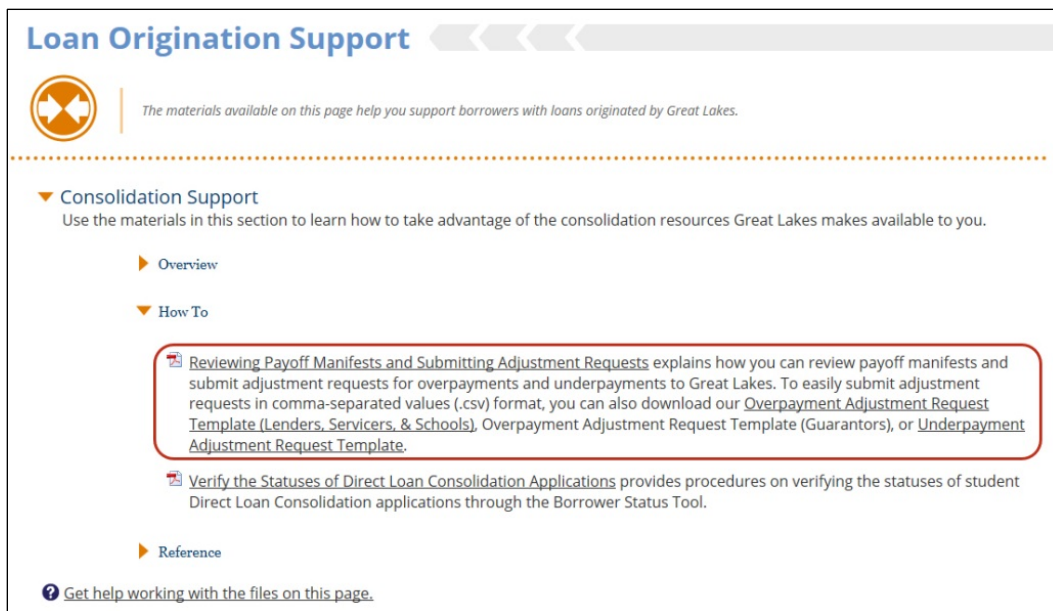 Loan Origination Support
The materials available on this page help you support borrowers with loans originated by Great Lakes.
Consolidation Support
Use the materials in this section to learn how to take advantage of the consolidation resources Great Lakes makes available to you.
Overview
How To
Reviewing Payoff Manifests and Submitting Adjustment Requests explains how you can review payoff manifests and
submit adjustment requests for overpayments and underpayments to Great Lakes. To easily submit adjustment
requests in comma-separated values (.csv) format, you can also download our Overpayment Adjustment Request
Template (Lenders, Servicers, & Schools), Overpayment Adjustment Request Template (Guarantors), or Underpayment
Adjustment Request Template.
Verify the Statuses of Direct Loan Consolidation Applications provides procedures on verifying the statuses of student
Direct Loan Consolidation applications through the Borrower Status Tool.
Reference
? Get help working with the files on this page.